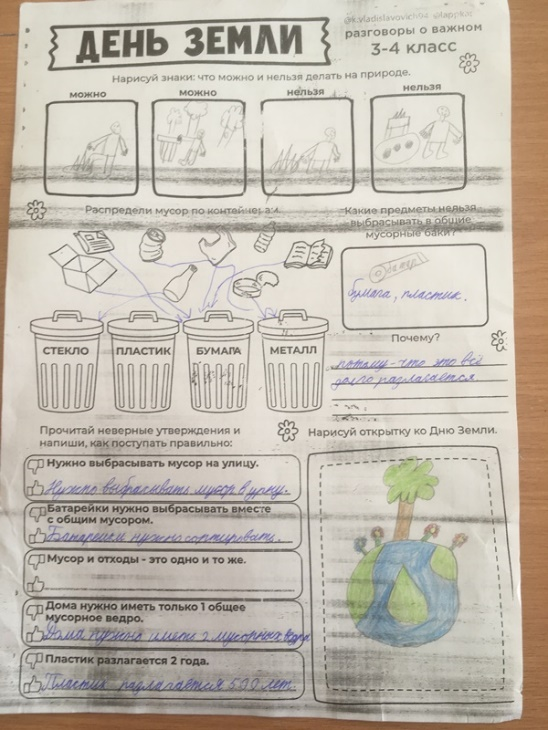 @k.vladislavovich94
ДЕНЬ ЗЕМЛИ
разговоры о важном
3-4 класс
Нарисуй знаки: что можно и нельзя делать на природе.
можно
можно
нельзя
нельзя
Распредели мусор по контейнерам
Какие предметы нельзя
выбрасывать в общие
мусорные баки?
бумага, пластик.
СТЕКЛО
ПЛАСТИК
БУМАГА
МЕТАЛЛ
Почему?
потому-что это всё
долго разлагается.
Прочитай неверные утверждения и
напиши, как поступать правильно:
Нарисуй открытку ко Дню Земли.
Нужно выбрасывать мусор на улицу.
Нужно выбрасывать мусор в урну.
Батарейки нужно выбрасывать вместе
с общим мусором.
нужно сортировать.
Мусор и отходы - это одно и то же.
Дома нужно иметь только 1 общее
мусорное ведро.
Дома нужно иметь 2 мусорных ведра
Пластик разлагается 2 года.
Пластик разлагается 500 лет.